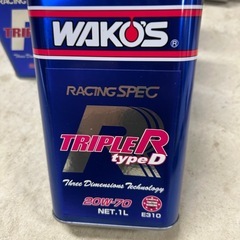 WAKO'S®
RACING SPEC
R
TRIPLE R
type D
Three Dimensions Technology
20W-70
NET.1L
E310